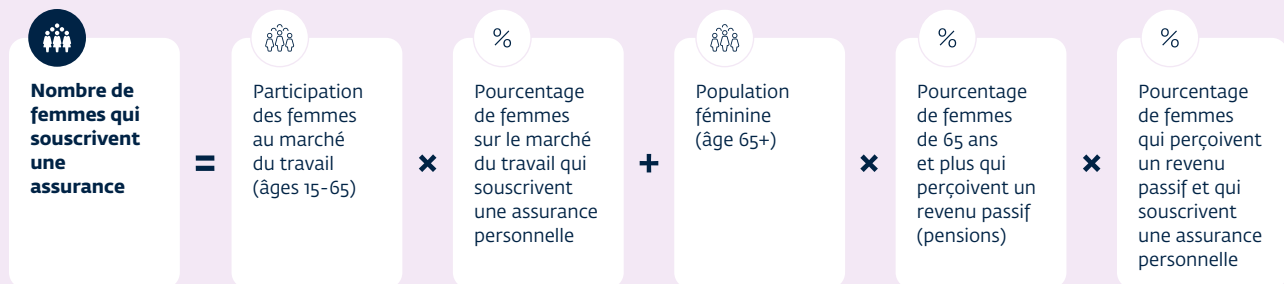 Nombre de
femmes qui
souscrivent
une
assurance
=
Participation
des femmes
au marché
du travail
(âges 15-65)
×
%
Pourcentage
de femmes
sur le marché
du travail qui
souscrivent
une assurance
personnelle
+
Population
féminine
(âge 65+)
×
%
Pourcentage
de femmes
de 65 ans
et plus qui
perçoivent un
revenu passif
(pensions)
×
%
Pourcentage
de femmes
qui perçoivent
un revenu
passif et qui
souscrivent
une assurance
personnelle